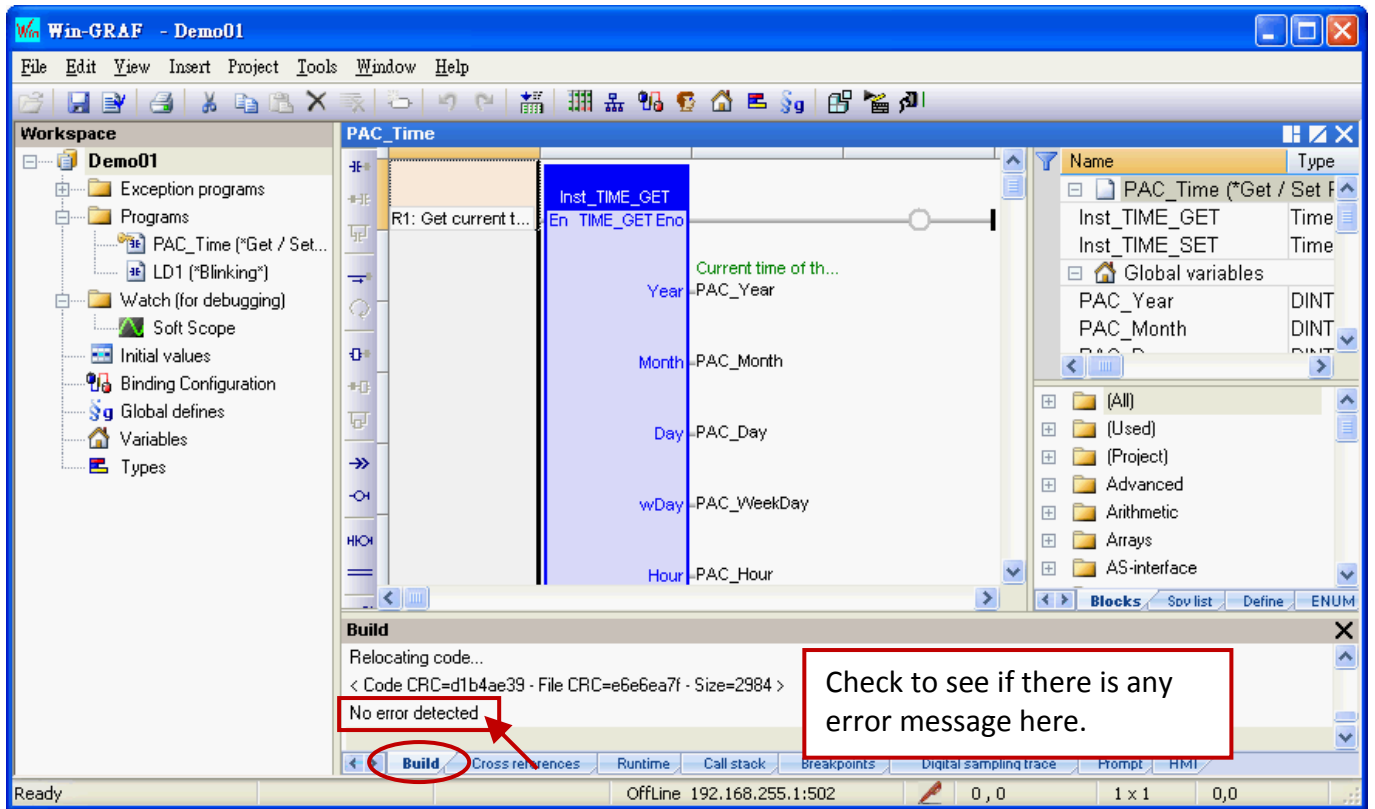 Win-GRAF - Demo01
File Edit View Insert Project Tools Window Help
Workspace
Demo01
Exception programs
Programs
PAC_Time (*Get / Set...
LD1 (*Blinking*)
Watch (for debugging)
Soft Scope
Initial values
Binding Configuration
Global defines
Variables
Types
PAC_Time
R1: Get current t...
Inst_TIME_GET
En TIME_GET Eno
Current time of th...
Year PAC_Year
Month PAC_Month
Day PAC_Day
wDay PAC_WeekDay
Hour PAC_Hour
Name Type
PAC_Time (*Get / Set
Inst_TIME_GET Time
Inst_TIME_SET Time
Global variables
PAC_Year DINT
PAC_Month DINT
(All)
(Used)
(Project)
Advanced
Arithmetic
Arrays
AS-interface
Blocks Spy list Define ENUM
Build
Relocating code...
< Code CRC=d1b4ae39 - File CRC=e6e6ea7f - Size=2984 >
No error detected
Check to see if there is any
error message here.
Build Cross references Runtime Call stack Breakpoints Digital sampling trace Prompt HMI
Ready OffLine 192.168.255.1:502 0 , 0 1 x 1 0,0